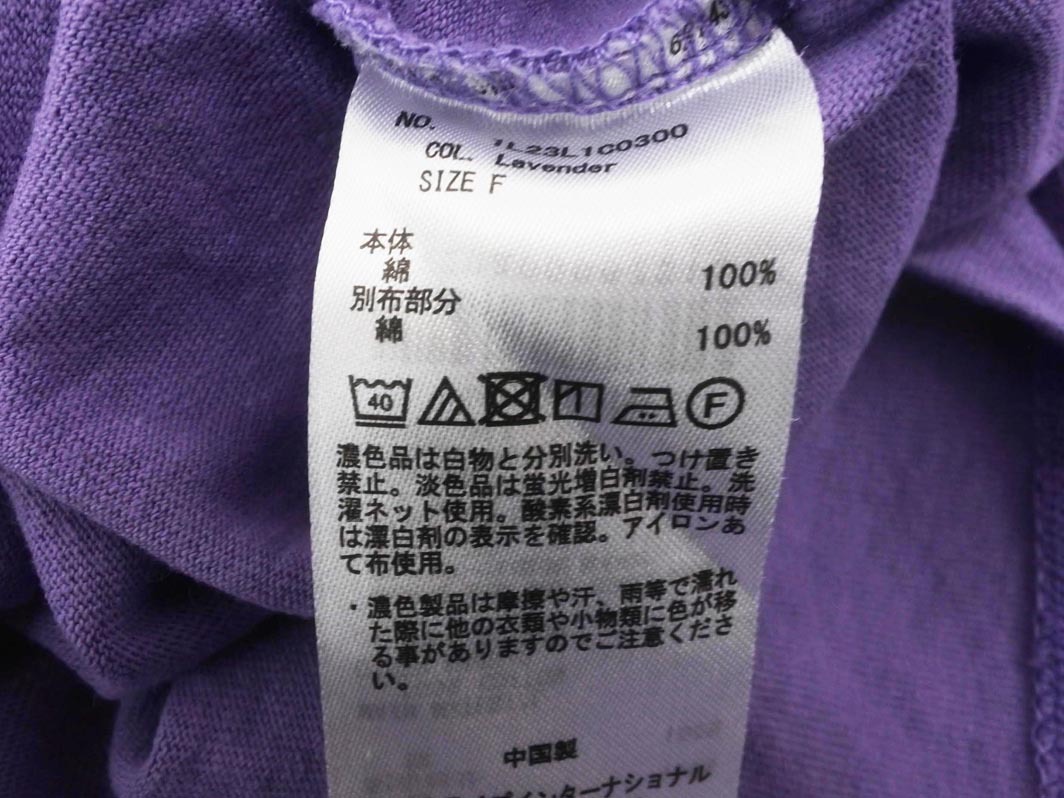 NO. 1L23L1C0300
COL. Lavender
SIZE F
本体
綿 100%
別布部分
綿 100%
40
F
濃色品は白物と分別洗い。つけ置き
禁止。淡色品は蛍光増白剤禁止。洗
濯ネット使用。酸素系漂白剤使用時
は漂白剤の表示を確認。アイロンあ
て布使用。
・濃色製品は摩擦や汗、雨等で濡れ
た際に他の衣類や小物類に色が移
る事がありますのでご注意くださ
い。
中国製
インターナショナル